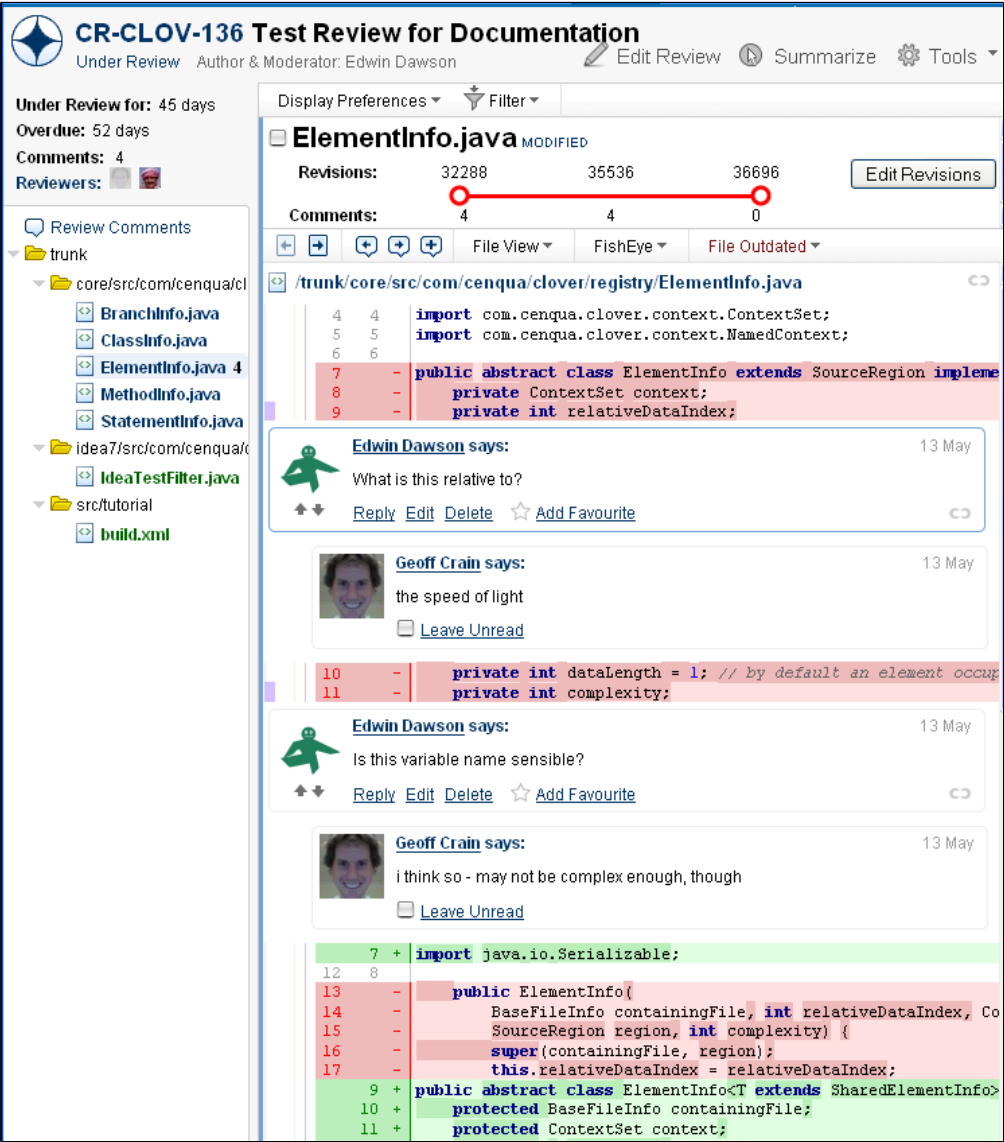 CR-CLOV-136 Test Review for Documentation
Under Review Author & Moderator: Edwin Dawson
Edit Review Summarize Tools
Under Review for: 45 days
Overdue: 52 days
Comments: 4
Reviewers:
Review Comments
trunk
core/src/com/cenqua/cl
BranchInfo.java
ClassInfo.java
ElementInfo.java 4
MethodInfo.java
StatementInfo.java
idea7/src/com/cenqua/c
IdeaTestFilter.java
src/tutorial
build.xml
Display Preferences Filter
ElementInfo.java MODIFIED
Revisions: 32288 35536 36696 Edit Revisions
Comments: 4 4 0
File View FishEye File Outdated
/trunk/core/src/com/cenqua/clover/registry/ElementInfo.java
4 4 import com.cenqua.clover.context.ContextSet;
5 5 import com.cenqua.clover.context.NamedContext;
6 6
7 - public abstract class ElementInfo extends SourceRegion impleme
8 - private ContextSet context;
9 - private int relativeDataIndex;
Edwin Dawson says: 13 May
What is this relative to?
Reply Edit Delete Add Favourite
Geoff Crain says: 13 May
the speed of light
Leave Unread
10 - private int dataLength = 1; // by default an element occup
11 - private int complexity;
Edwin Dawson says: 13 May
Is this variable name sensible?
Reply Edit Delete Add Favourite
Geoff Crain says: 13 May
i think so - may not be complex enough, though
Leave Unread
7 + import java.io.Serializable;
12 8
13 - public ElementInfo(
14 - BaseFileInfo containingFile, int relativeDataIndex, Co
15 - SourceRegion region, int complexity) {
16 - super(containingFile, region);
17 - this.relativeDataIndex = relativeDataIndex;
9 + public abstract class ElementInfo<T extends SharedElementInfo>
10 + protected BaseFileInfo containingFile;
11 + protected ContextSet context;